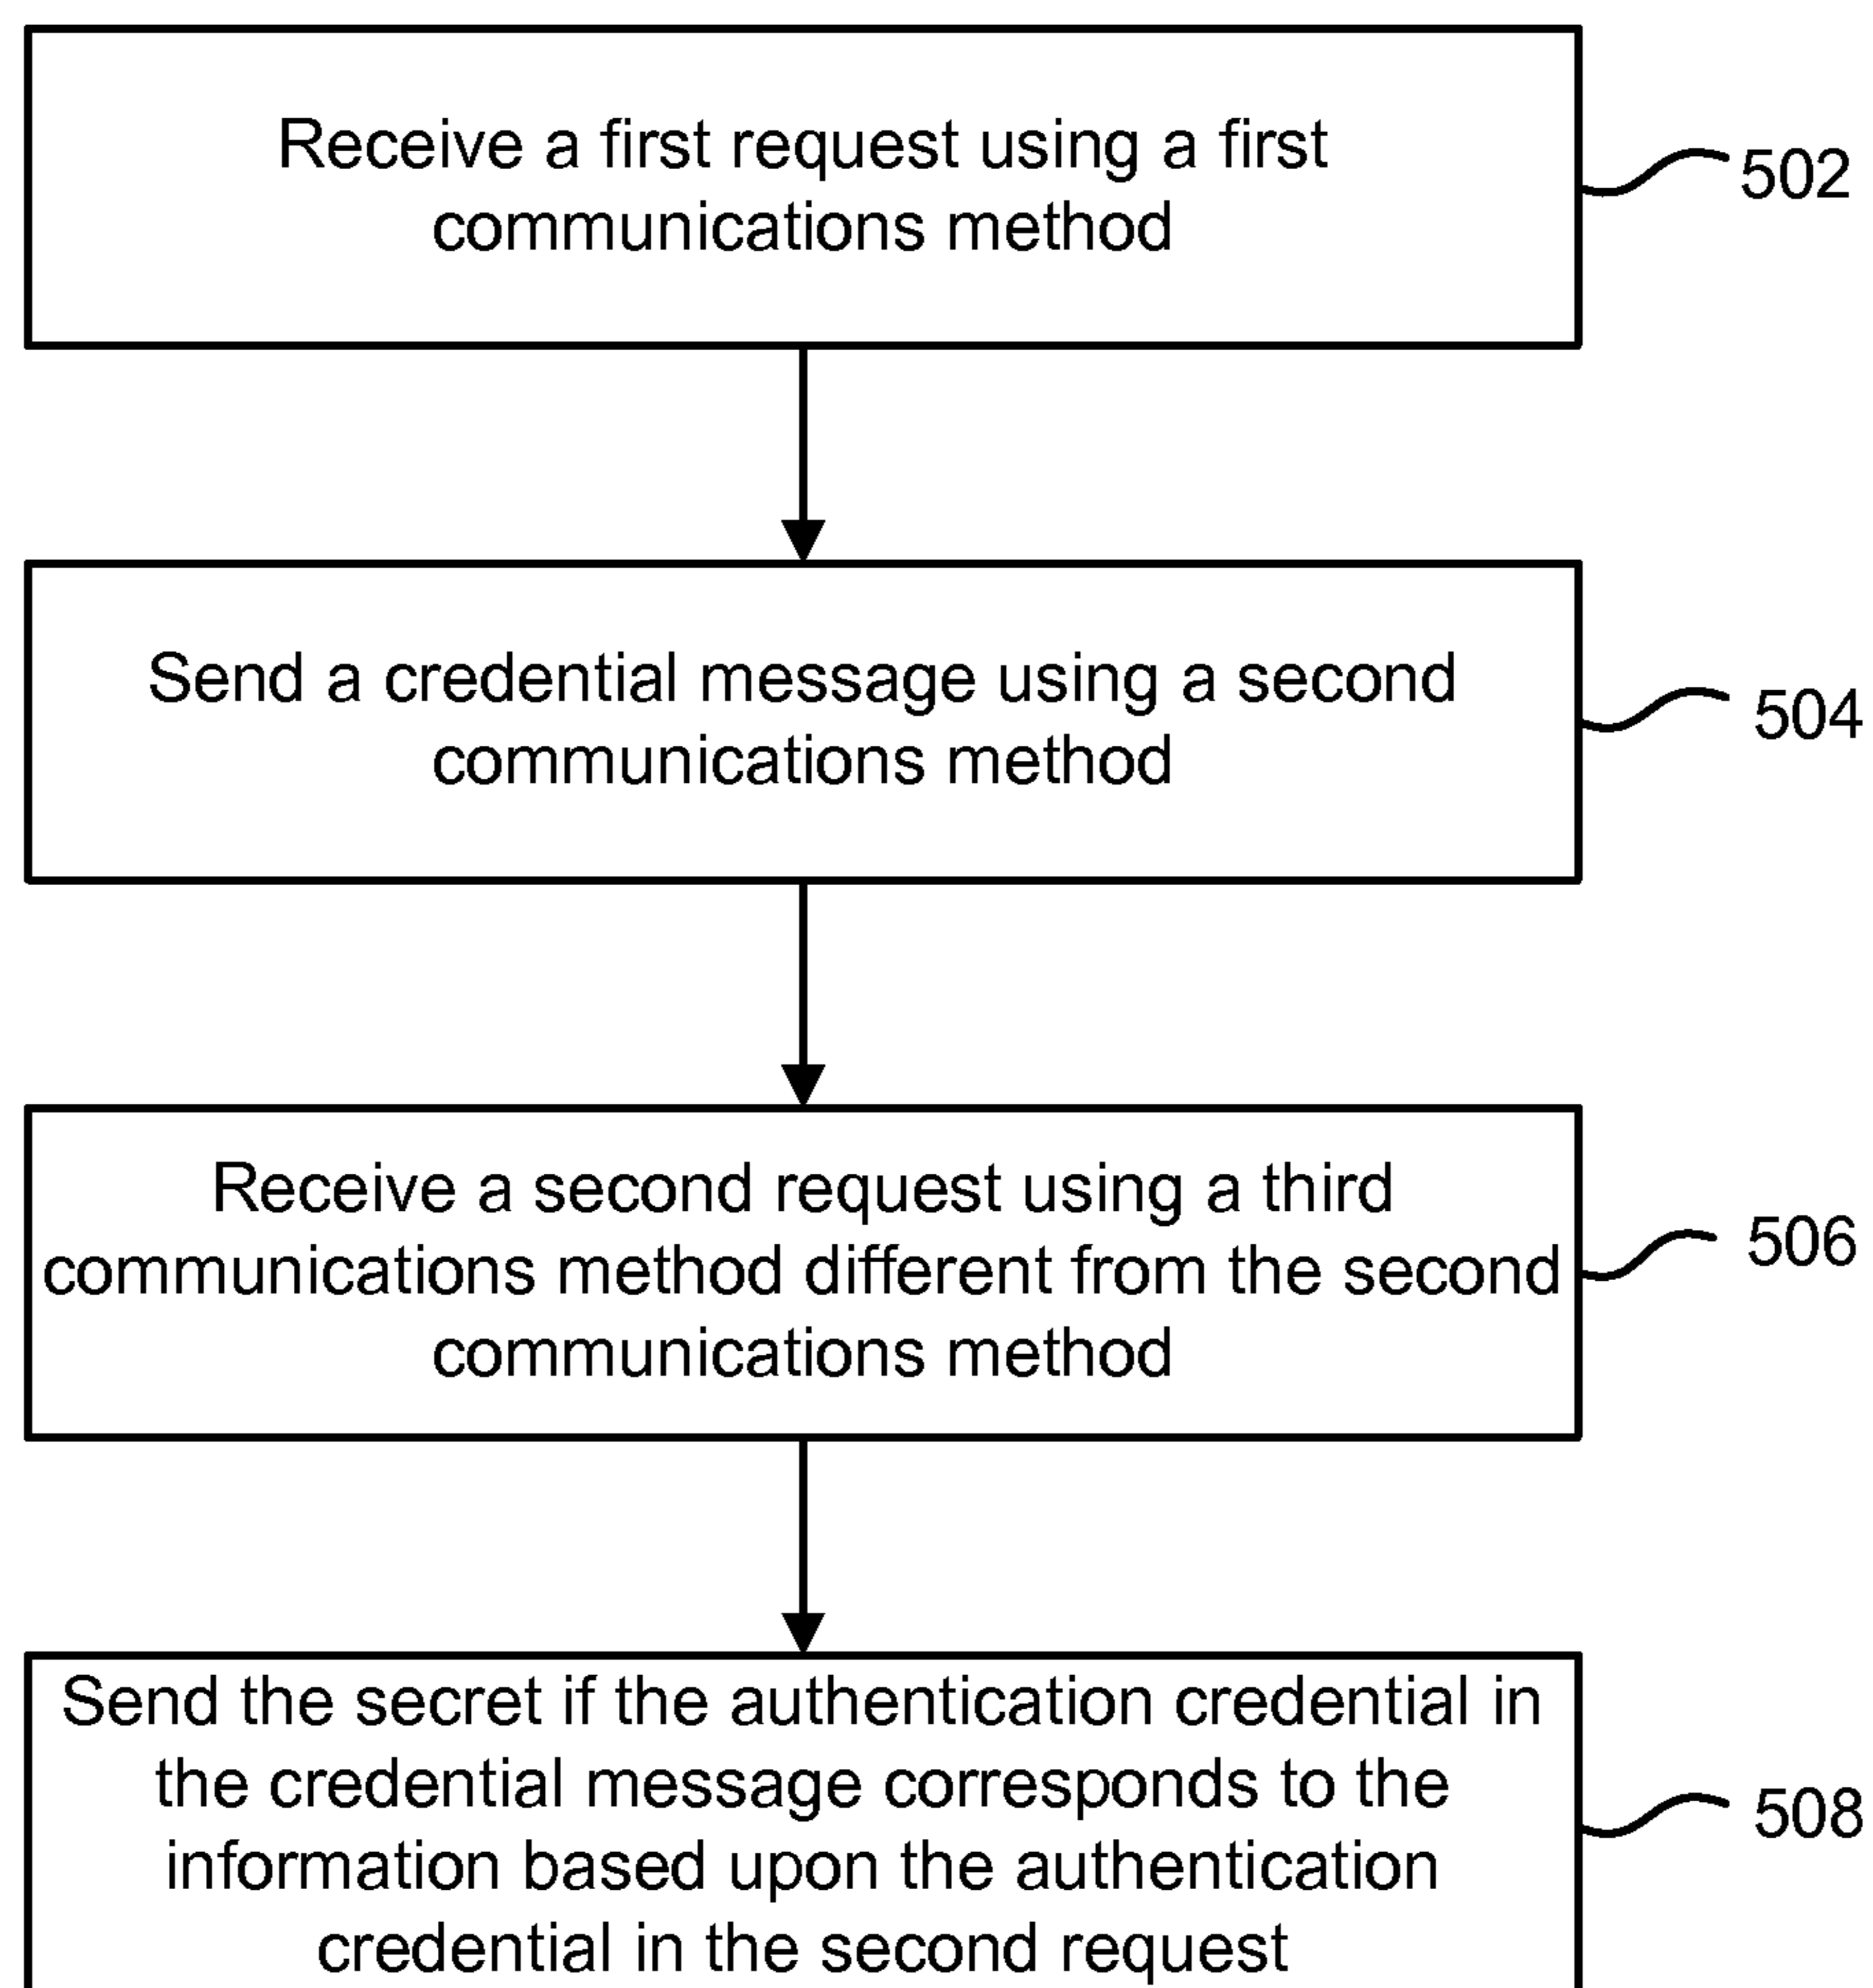 Receive a first request using a first
communications method
502
Send a credential message using a second
communications method
504
Receive a second request using a third
communications method different from the second
communications method
506
Send the secret if the authentication credential in
the credential message corresponds to the
information based upon the authentication
credential in the second request
508